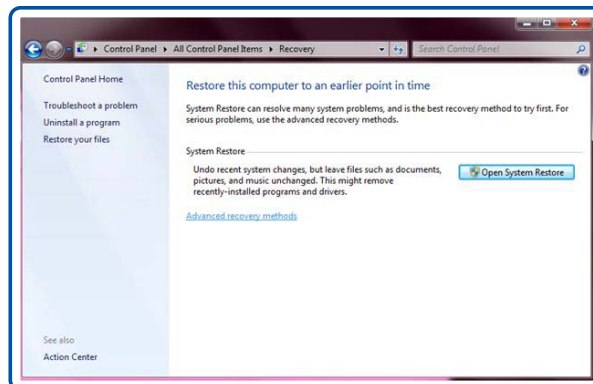 Control Panel All Control Panel Items Recovery Search Control Panel
Control Panel Home
Troubleshoot a problem
Uninstall a program
Restore your files
Restore this computer to an earlier point in time
System Restore can resolve many system problems, and is the best recovery method to try first. For
serious problems, use the advanced recovery methods.
System Restore
Undo recent system changes, but leave files such as documents,
pictures, and music unchanged. This might remove
recently-installed programs and drivers.
Open System Restore
Advanced recovery methods
See also
Action Center